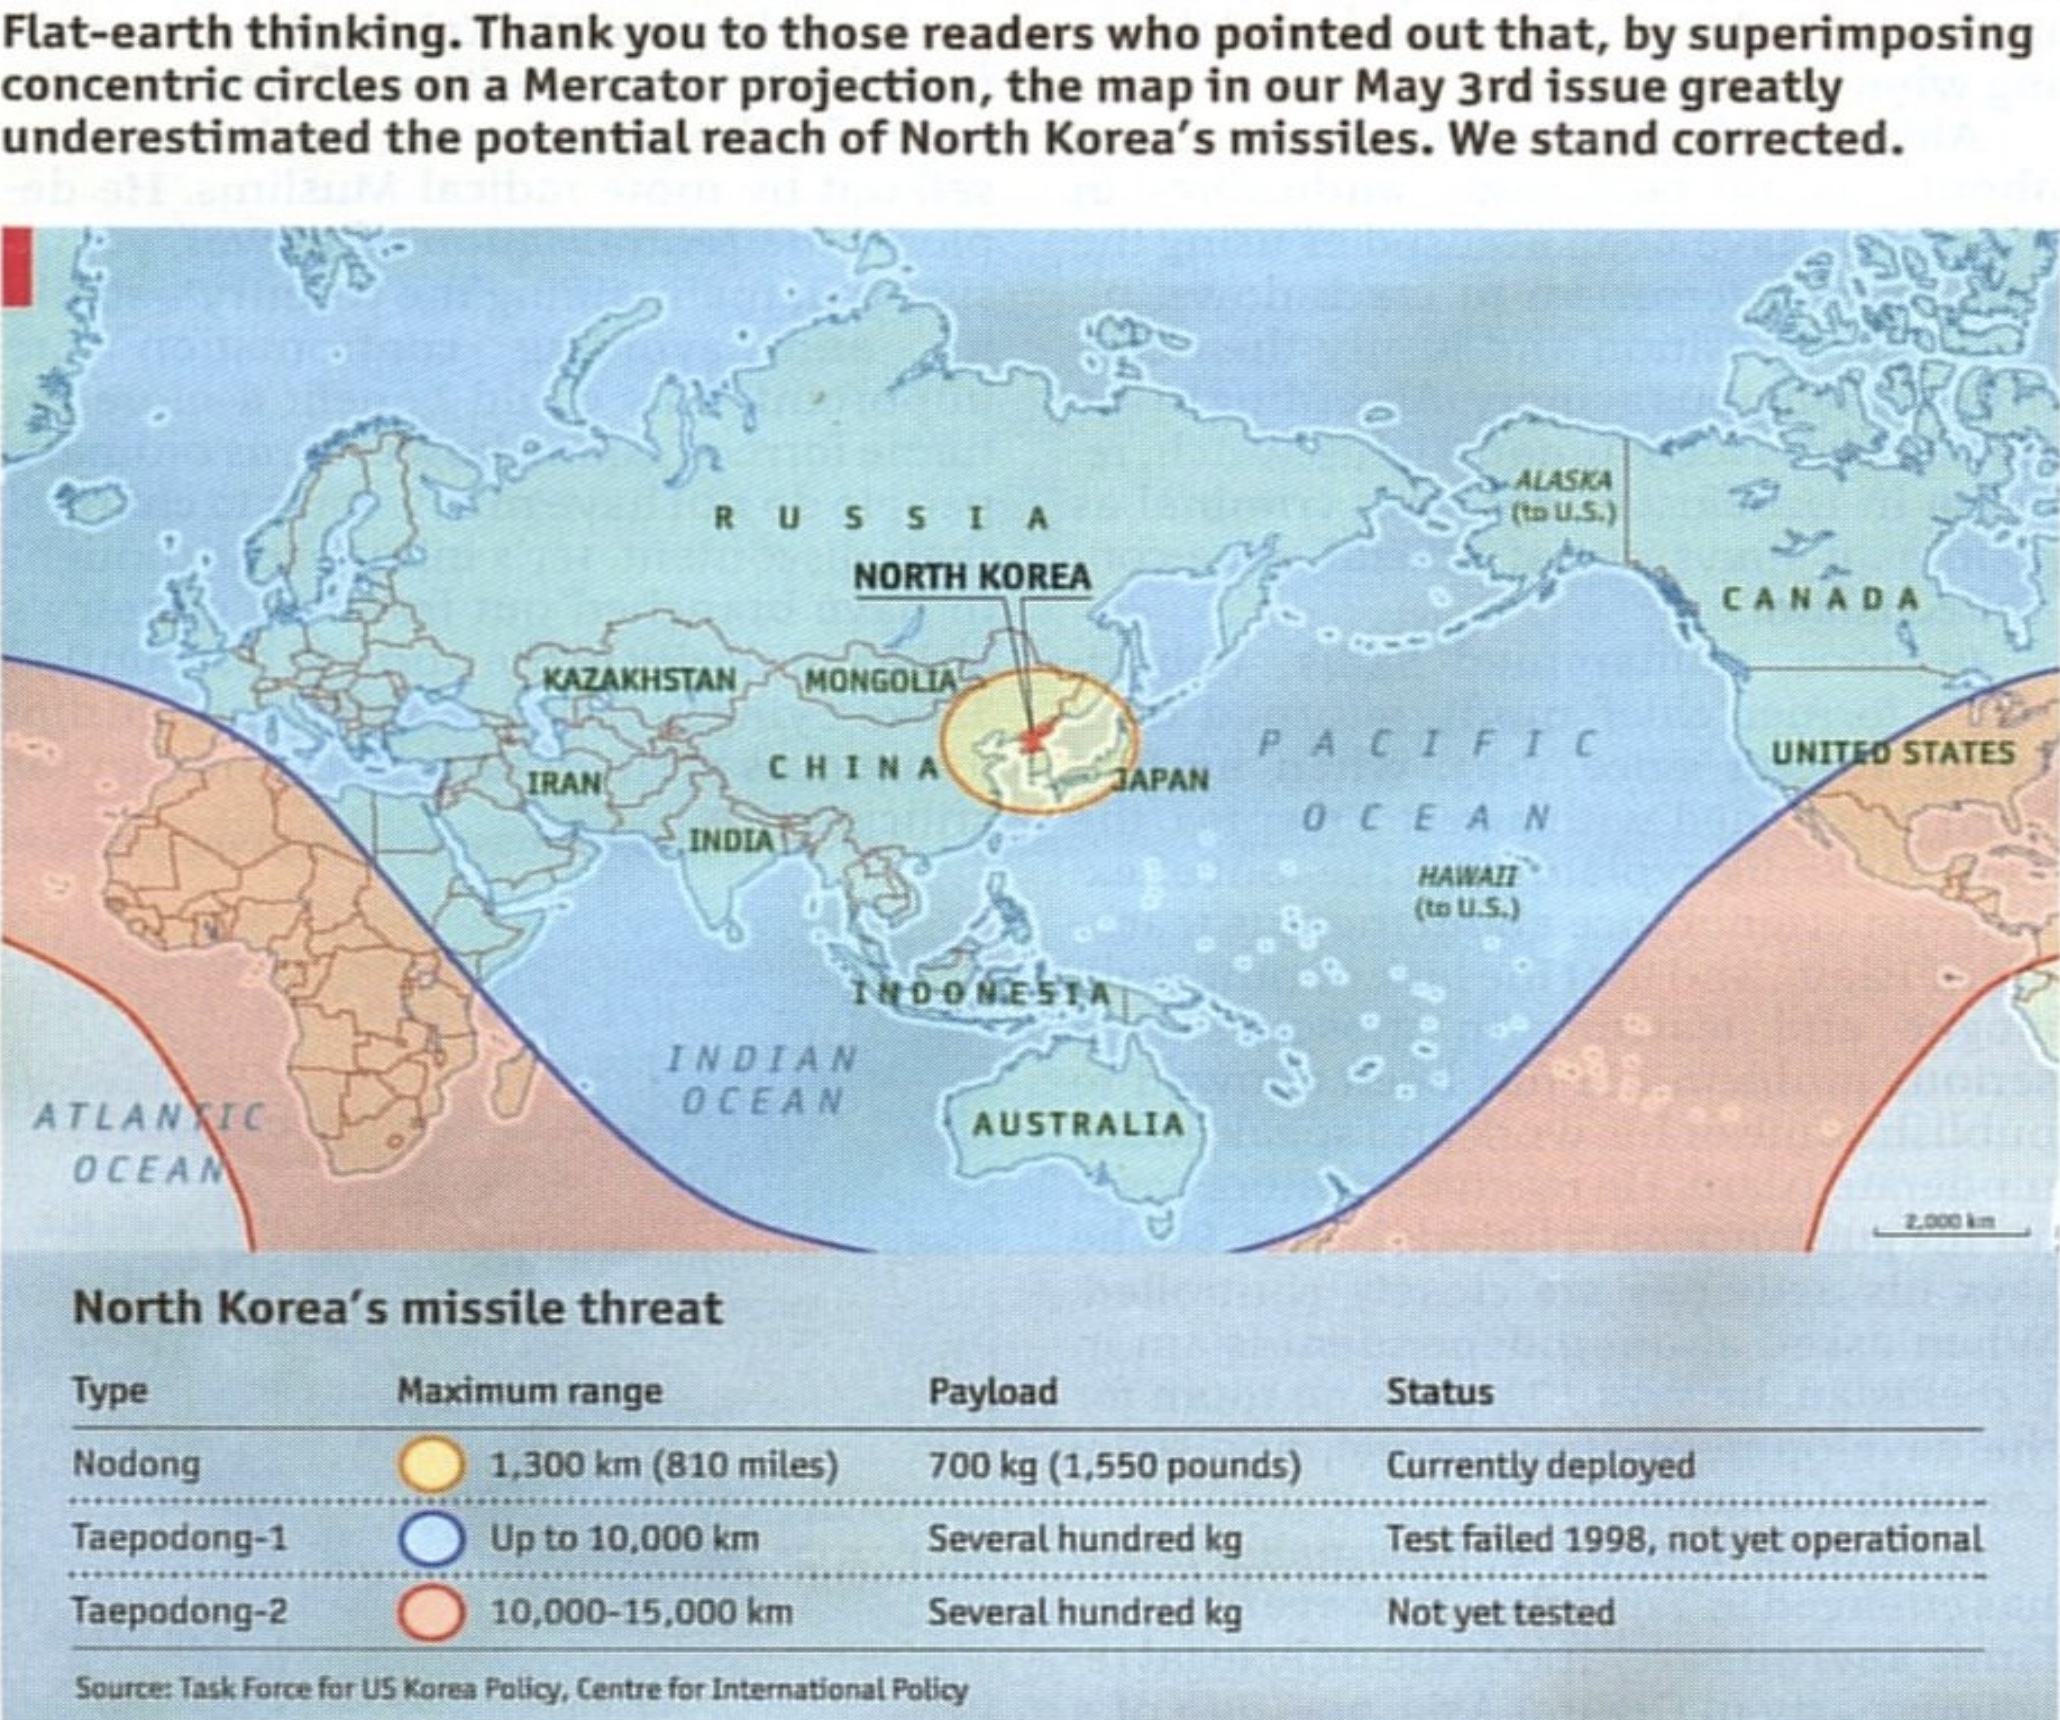 Flat-earth thinking. Thank you to those readers who pointed out that, by superimposing
concentric circles on a Mercator projection, the map in our May 3rd issue greatly
underestimated the potential reach of North Korea's missiles. We stand corrected.
ALASKA
(to U.S.)
RUSSIA
NORTH KOREA
CANADA
KAZAKHSTAN
MONGOLIA
PACIFIC
OCEAN
UNITED STATES
CHINA
IRAN
JAPAN
INDIA
HAWAII
(to U.S.)
INDONESIA
INDIAN
OCEAN
ATLANTIC
OCEAN
AUSTRALIA
2,000 km
North Korea's missile threat
Type Maximum range Payload Status
Nodong 1,300 km (810 miles) 700 kg (1,550 pounds) Currently deployed
Taepodong-1 Up to 10,000 km Several hundred kg Test failed 1998, not yet operational
Taepodong-2 10,000-15,000 km Several hundred kg Not yet tested
Source: Task Force for US Korea Policy, Centre for International Policy